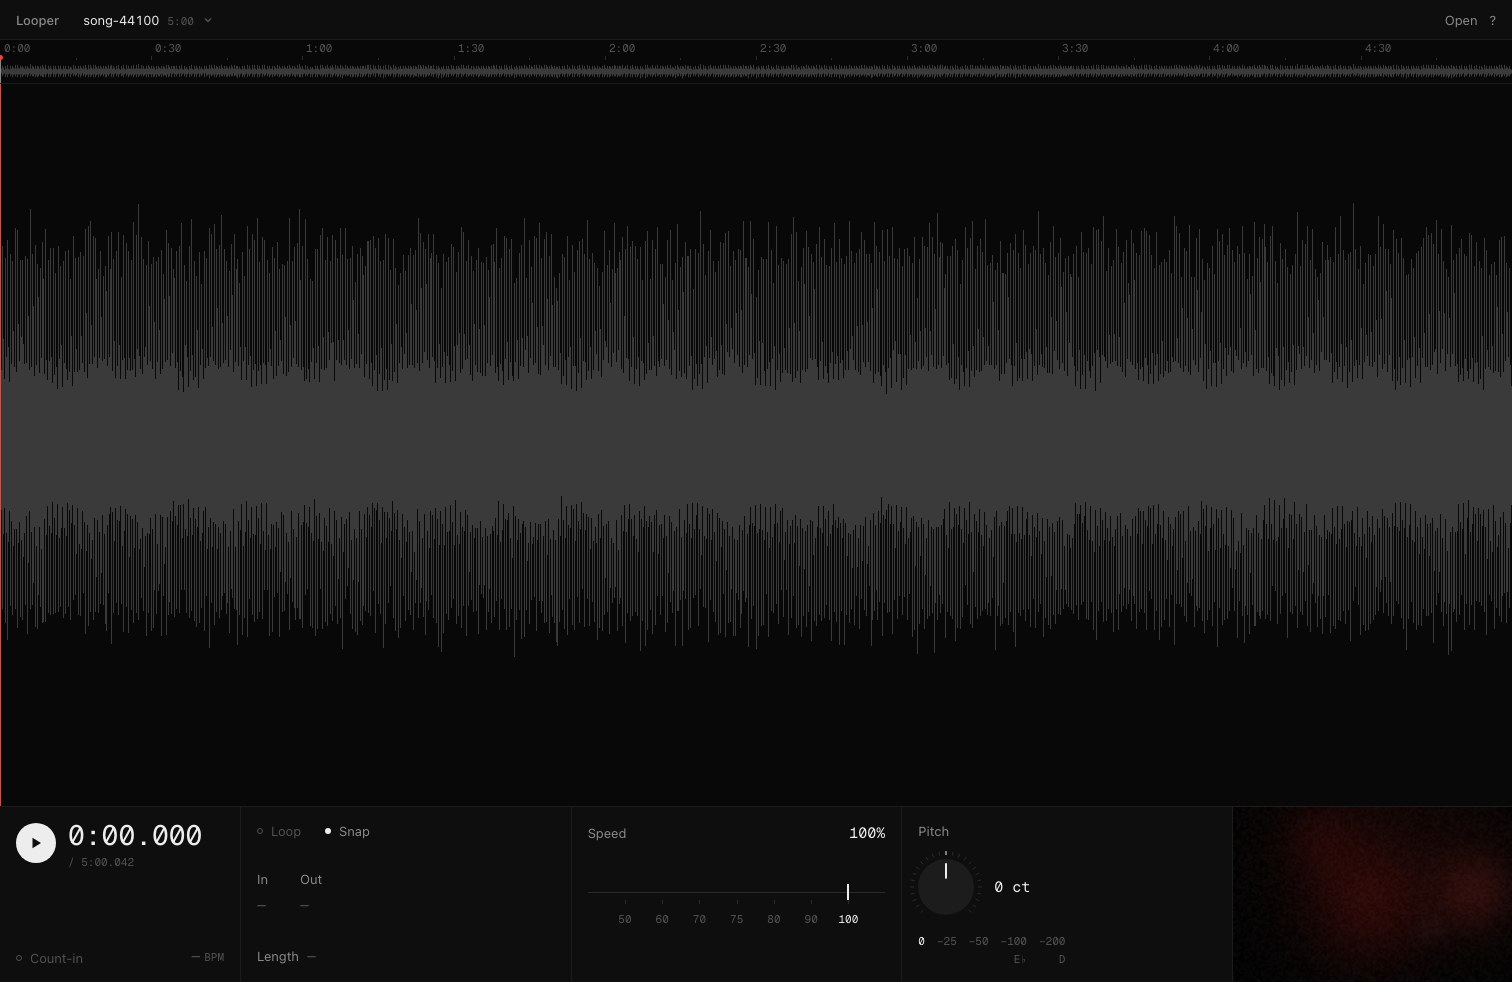 Looper song-44100 5:00 Open ?
0:00 0:30 1:00 1:30 2:00 2:30 3:00 3:30 4:00 4:30
0:00.000
/ 5:00.042
Count-in — BPM
Loop Snap
In Out
— —
Length —
Speed 100%
50 60 70 75 80 90 100
Pitch
0 ct
0 -25 -50 -100 -200
E♭ D